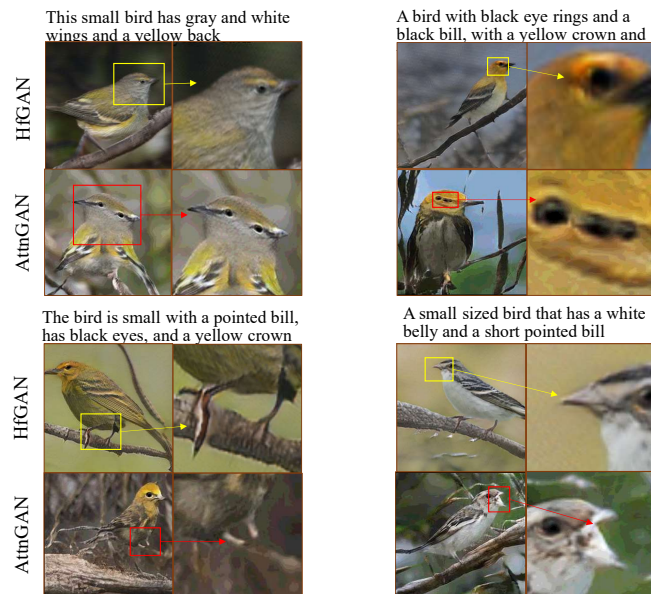 This small bird has gray and white
wings and a yellow back
A bird with black eye rings and a
black bill, with a yellow crown and
HfGAN
AttnGAN
The bird is small with a pointed bill,
has black eyes, and a yellow crown
A small sized bird that has a white
belly and a short pointed bill
HfGAN
AttnGAN